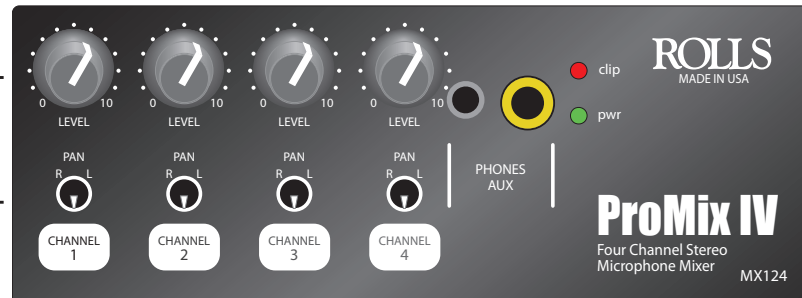 0 10
LEVEL
0 10
LEVEL
0 10
LEVEL
0 10
LEVEL
PAN
R L
PAN
R L
PAN
R L
PAN
R L
CHANNEL
1
CHANNEL
2
CHANNEL
3
CHANNEL
4
PHONES
AUX
clip
pwr
ROLLS
MADE IN USA
ProMix IV
Four Channel Stereo
Microphone Mixer
MX124